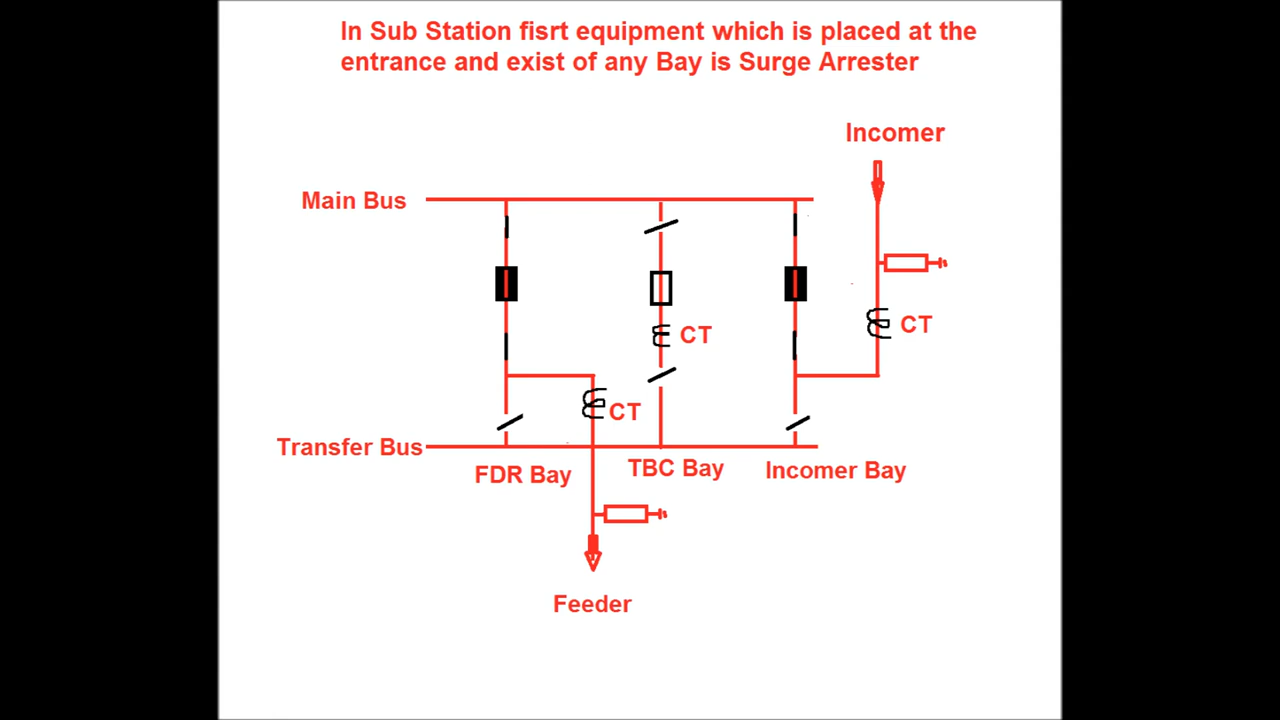 In Sub Station fisrt equipment which is placed at the
entrance and exist of any Bay is Surge Arrester
Incomer
Main Bus
CT
CT
CT
Transfer Bus
FDR Bay
TBC Bay
Incomer Bay
Feeder